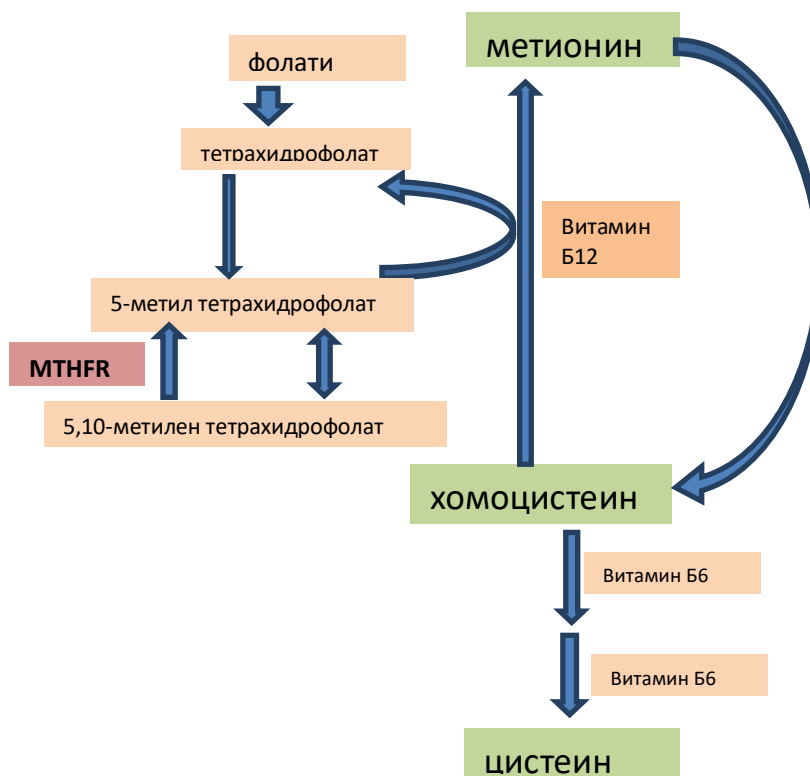 метионин
фолати
тетрахидрофолат
Витамин
Б12
5-метил тетрахидрофолат
MTHFR
5,10-метилен тетрахидрофолат
хомоцистеин
Витамин Б6
Витамин Б6
цистеин